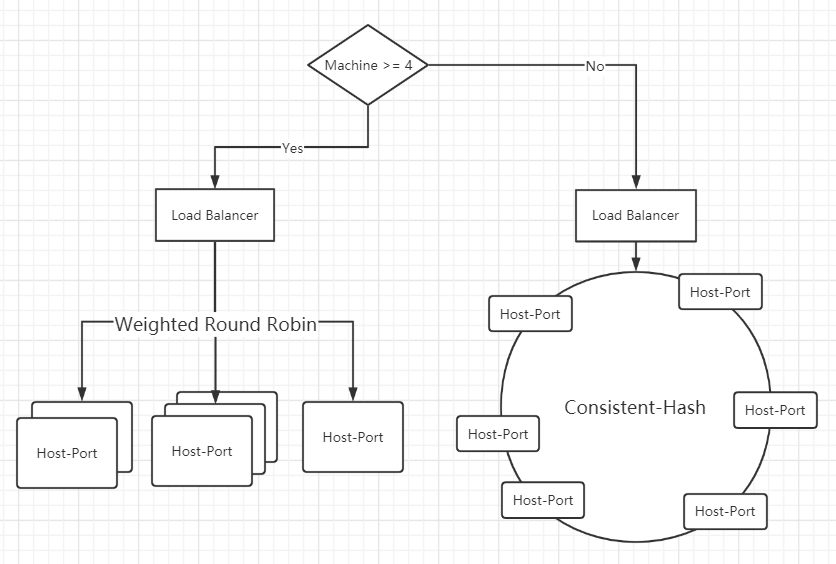 Machine >= 4
No
Yes
Load Balancer
Load Balancer
Host-Port
Host-Port
Weighted Round Robin
Consistent-Hash
Host-Port
Host-Port
Host-Port
Host-Port
Host-Port
Host-Port
Host-Port